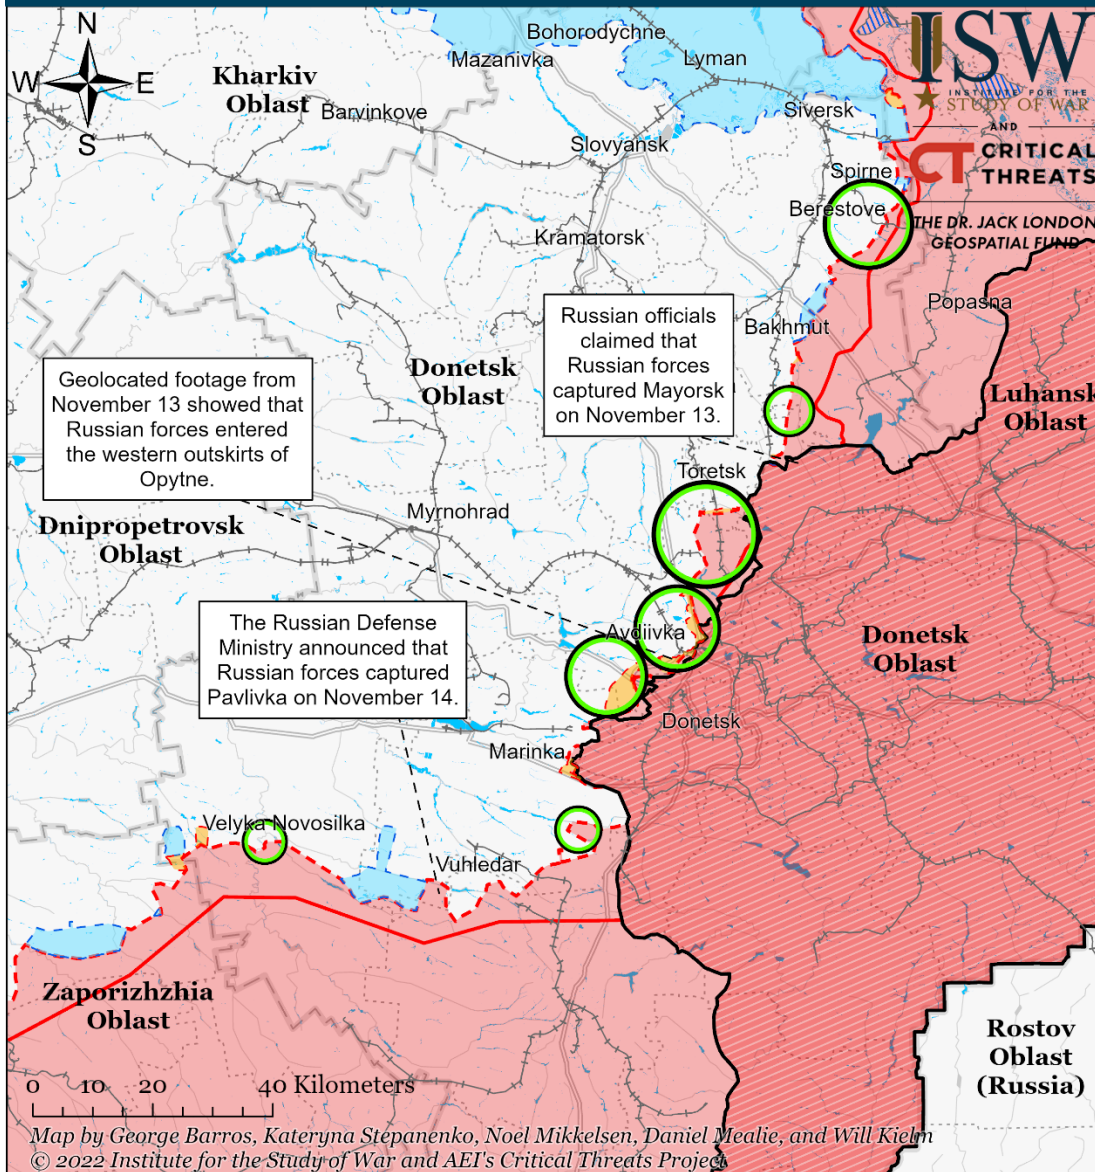 N
W E
S
ISW
INSTITUTE FOR THE
STUDY OF WAR
AND
CT CRITICAL
THREATS
THE DR. JACK LONDON
GEOSPATIAL FUND
Bohorodychne
Mazanivka
Lyman
Kharkiv
Oblast
Barvinkove
Siversk
Slovyansk
Spirne
Berestove
Kramatorsk
Popasna
Bakhmut
Russian officials
claimed that
Russian forces
captured Mayorsk
on November 13.
Donetsk
Oblast
Geolocated footage from
November 13 showed that
Russian forces entered
the western outskirts of
Opytne.
Luhansk
Oblast
Toretsk
Myrnohrad
Dnipropetrovsk
Oblast
The Russian Defense
Ministry announced that
Russian forces captured
Pavlivka on November 14.
Avdiivka
Donetsk
Oblast
Donetsk
Marinka
Velyka Novosilka
Vuhledar
Zaporizhzhia
Oblast
Rostov
Oblast
(Russia)
0 10 20 40 Kilometers
Map by George Barros, Kateryna Stepanenko, Noel Mikkelsen, Daniel Mealie, and Will Kielm
© 2022 Institute for the Study of War and AEI's Critical Threats Project